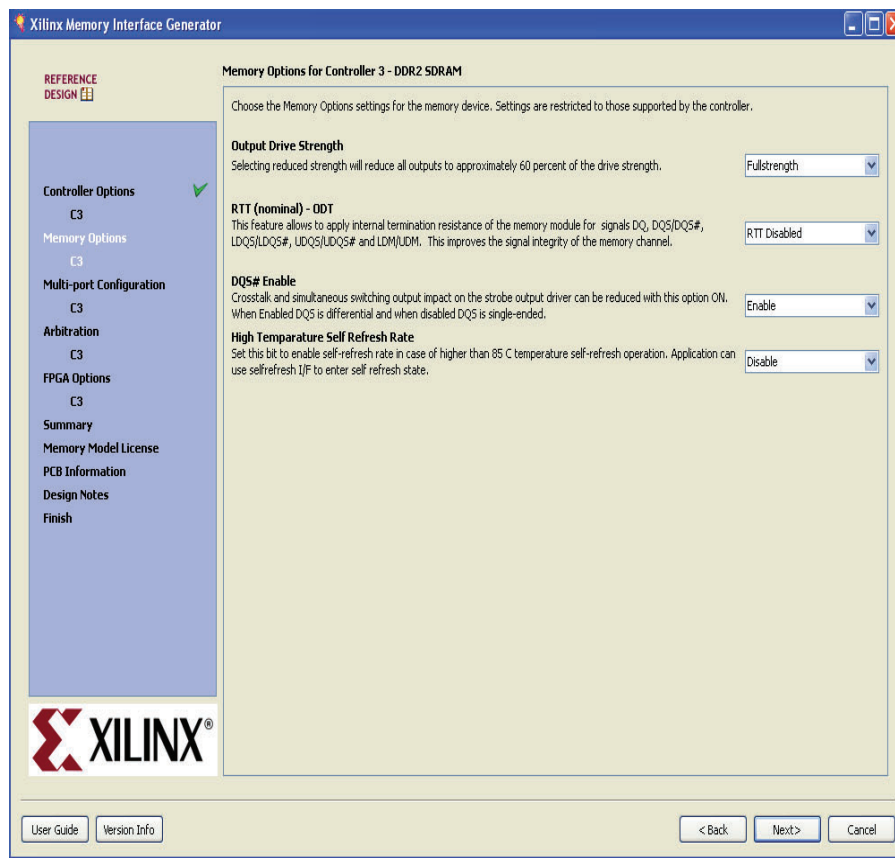 Xilinx Memory Interface Generator
REFERENCE
DESIGN
Controller Options
C3
Memory Options
C3
Multi-port Configuration
C3
Arbitration
C3
FPGA Options
C3
Summary
Memory Model License
PCB Information
Design Notes
Finish
XILINX®
Memory Options for Controller 3 - DDR2 SDRAM
Choose the Memory Options settings for the memory device. Settings are restricted to those supported by the controller.
Output Drive Strength
Selecting reduced strength will reduce all outputs to approximately 60 percent of the drive strength.
Fullstrength
RTT (nominal) - ODT
This feature allows to apply internal termination resistance of the memory module for signals DQ, DQS/DQS#,
LDQS/LDQS#, UDQS/UDQS# and LDM/UDM. This improves the signal integrity of the memory channel.
RTT Disabled
DQS# Enable
Crosstalk and simultaneous switching output impact on the strobe output driver can be reduced with this option ON.
When Enabled DQS is differential and when disabled DQS is single-ended.
Enable
High Temparature Self Refresh Rate
Set this bit to enable self-refresh rate in case of higher than 85 C temperature self-refresh operation. Application can
use selfrefresh I/F to enter self refresh state.
Disable
User Guide
Version Info
< Back
Next>
Cancel